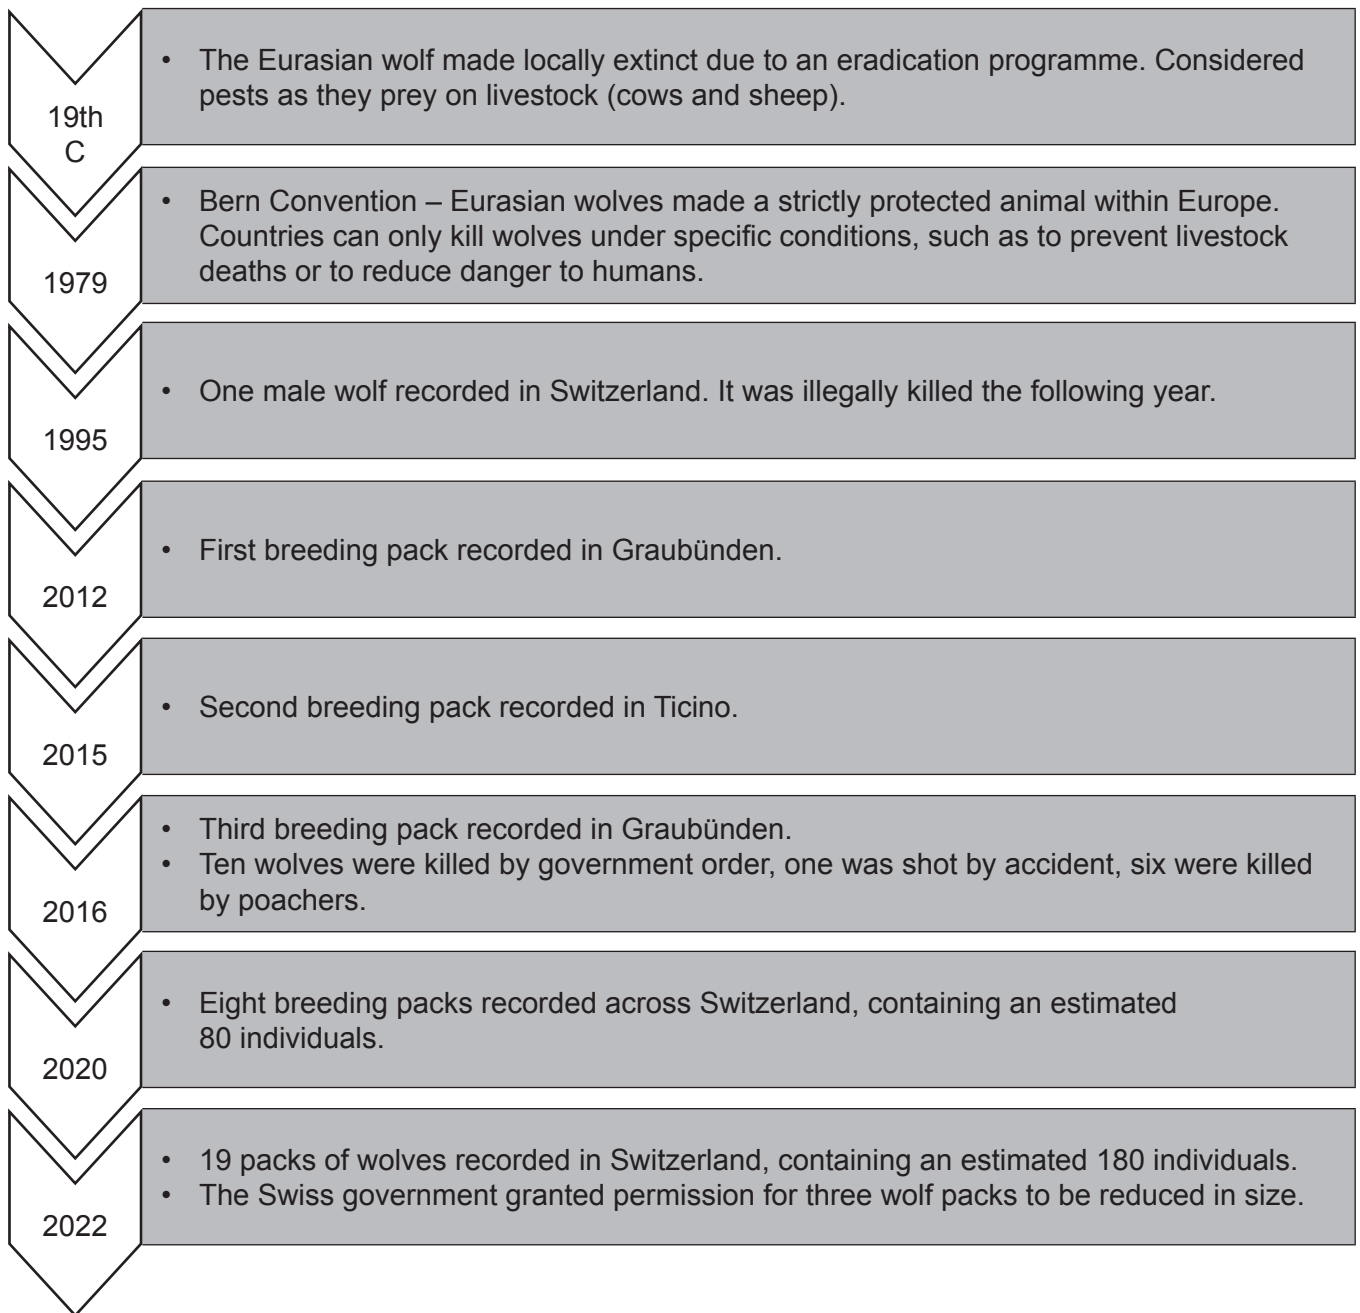 19th
C
• The Eurasian wolf made locally extinct due to an eradication programme. Considered
pests as they prey on livestock (cows and sheep).
1979
• Bern Convention – Eurasian wolves made a strictly protected animal within Europe.
Countries can only kill wolves under specific conditions, such as to prevent livestock
deaths or to reduce danger to humans.
1995
• One male wolf recorded in Switzerland. It was illegally killed the following year.
2012
• First breeding pack recorded in Graubünden.
2015
• Second breeding pack recorded in Ticino.
2016
• Third breeding pack recorded in Graubünden.
• Ten wolves were killed by government order, one was shot by accident, six were killed
by poachers.
2020
• Eight breeding packs recorded across Switzerland, containing an estimated
80 individuals.
2022
• 19 packs of wolves recorded in Switzerland, containing an estimated 180 individuals.
• The Swiss government granted permission for three wolf packs to be reduced in size.